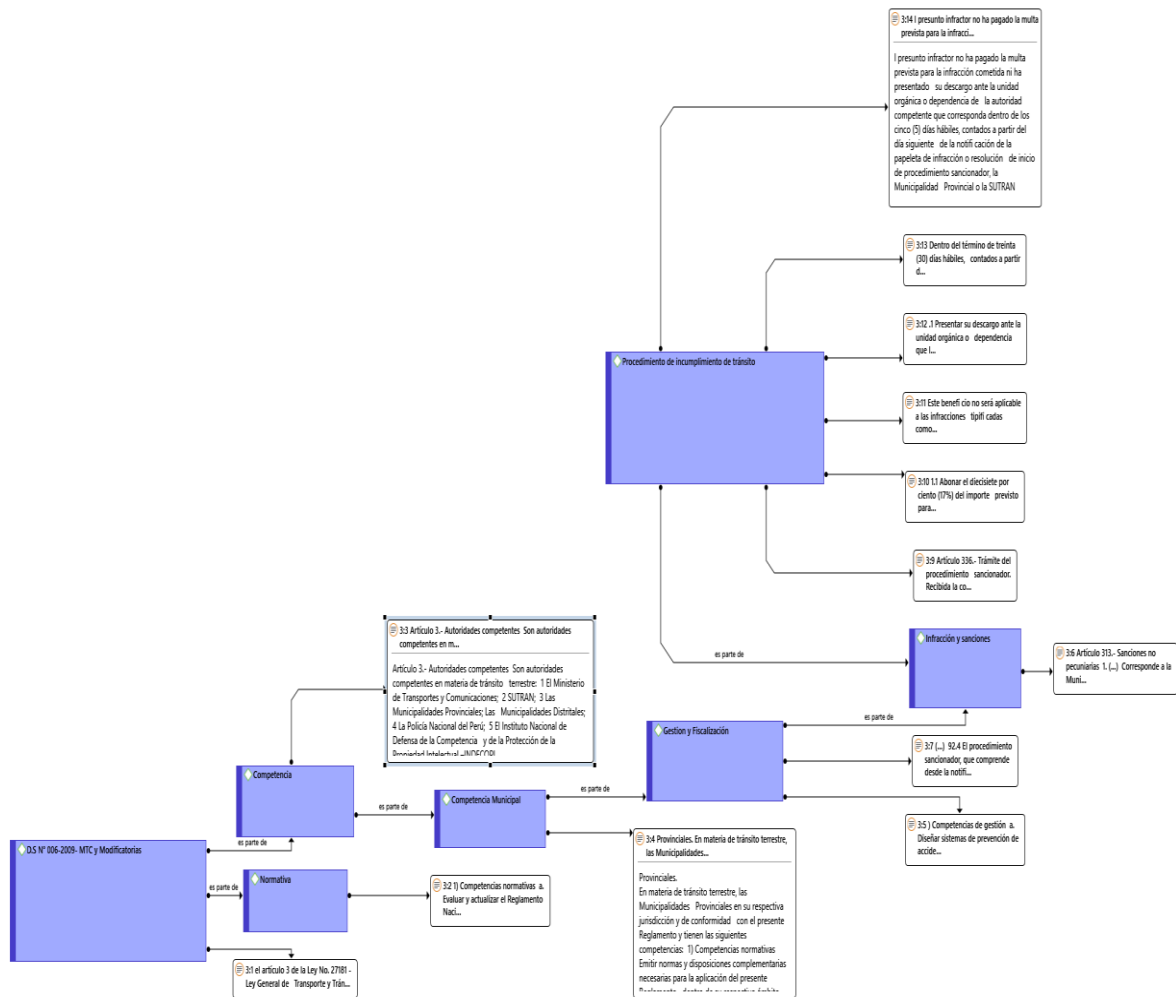 3:14 l presunto infractor no ha pagado la multa
prevista para la infracci...
l presunto infractor no ha pagado la multa
prevista para la infracción cometida ni ha
presentado su descargo ante la unidad
orgánica o dependencia de la autoridad
competente que corresponda dentro de los
cinco (5) días hábiles, contados a partir del
día siguiente de la notifi cación de la
papeleta de infracción o resolución de inicio
de procedimiento sancionador, la
Municipalidad Provincial o la SUTRAN
3:13 Dentro del término de treinta
(30) días hábiles, contados a partir
d...
3:12 .1 Presentar su descargo ante la
unidad orgánica o dependencia
que l...
Procedimiento de incumplimiento de tránsito
3:11 Este benefi cio no será aplicable
a las infracciones tipifi cadas
como...
3:10 1.1 Abonar el diecisiete por
ciento (17%) del importe previsto
para...
3:9 Artículo 336.- Trámite del
procedimiento sancionador.
Recibida la co...
es parte de
Infracción y sanciones
3:6 Artículo 313.- Sanciones no
pecuniarias 1. (...) Corresponde a la
Muni...
3:3 Artículo 3.- Autoridades competentes Son autoridades
competentes en m...
Artículo 3.- Autoridades competentes Son autoridades
competentes en materia de tránsito terrestre: 1 El Ministerio
de Transportes y Comunicaciones; 2 SUTRAN; 3 Las
Municipalidades Provinciales; Las Municipalidades Distritales;
4 La Policía Nacional del Perú; 5 El Instituto Nacional de
Defensa de la Competencia y de la Protección de la
Propiedad Intelectual –INDECOPI
es parte de
Gestion y Fiscalización
3:7 (...) 92.4 El procedimiento
sancionador, que comprende
desde la notifi...
3:5 ) Competencias de gestión a.
Diseñar sistemas de prevención de
accide...
Competencia
es parte de
Competencia Municipal
es parte de
3:4 Provinciales. En materia de tránsito terrestre,
las Municipalidades...
Provinciales.
En materia de tránsito terrestre, las
Municipalidades Provinciales en su respectiva
jurisdicción y de conformidad con el presente
Reglamento y tienen las siguientes
competencias: 1) Competencias normativas
Emitir normas y disposiciones complementarias
necesarias para la aplicación del presente
Reglamento dentro de su respectivo ámbito
es parte de
D.S N° 006-2009- MTC y Modificatorias
es parte de
Normativa
3:2 1) Competencias normativas a.
Evaluar y actualizar el Reglamento
Naci...
3:1 el artículo 3 de la Ley No. 27181 -
Ley General de Transporte y Trán...